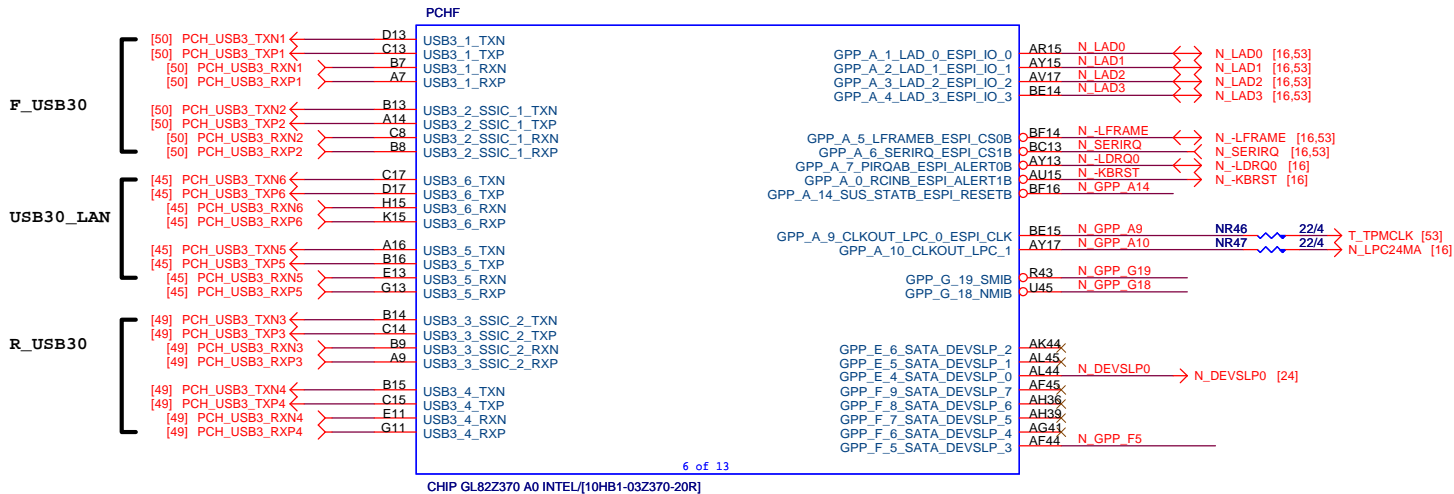 PCHF
F_USB30
[50] PCH_USB3_TXN1 D13 USB3_1_TXN
[50] PCH_USB3_TXP1 C13 USB3_1_TXP
[50] PCH_USB3_RXN1 B7 USB3_1_RXN
[50] PCH_USB3_RXP1 A7 USB3_1_RXP
[50] PCH_USB3_TXN2 B13 USB3_2_SSIC_1_TXN
[50] PCH_USB3_TXP2 A14 USB3_2_SSIC_1_TXP
[50] PCH_USB3_RXN2 C8 USB3_2_SSIC_1_RXN
[50] PCH_USB3_RXP2 B8 USB3_2_SSIC_1_RXP
USB30_LAN
[45] PCH_USB3_TXN6 C17 USB3_6_TXN
[45] PCH_USB3_TXP6 D17 USB3_6_TXP
[45] PCH_USB3_RXN6 H15 USB3_6_RXN
[45] PCH_USB3_RXP6 K15 USB3_6_RXP
[45] PCH_USB3_TXN5 A16 USB3_5_TXN
[45] PCH_USB3_TXP5 B16 USB3_5_TXP
[45] PCH_USB3_RXN5 E13 USB3_5_RXN
[45] PCH_USB3_RXP5 G13 USB3_5_RXP
R_USB30
[49] PCH_USB3_TXN3 B14 USB3_3_SSIC_2_TXN
[49] PCH_USB3_TXP3 C14 USB3_3_SSIC_2_TXP
[49] PCH_USB3_RXN3 B9 USB3_3_SSIC_2_RXN
[49] PCH_USB3_RXP3 A9 USB3_3_SSIC_2_RXP
[49] PCH_USB3_TXN4 B15 USB3_4_TXN
[49] PCH_USB3_TXP4 C15 USB3_4_TXP
[49] PCH_USB3_RXN4 E11 USB3_4_RXN
[49] PCH_USB3_RXP4 G11 USB3_4_RXP
GPP_A_1_LAD_0_ESPI_IO_0 AR15 N_LAD0 N_LAD0 [16,53]
GPP_A_2_LAD_1_ESPI_IO_1 AY15 N_LAD1 N_LAD1 [16,53]
GPP_A_3_LAD_2_ESPI_IO_2 AV17 N_LAD2 N_LAD2 [16,53]
GPP_A_4_LAD_3_ESPI_IO_3 BE14 N_LAD3 N_LAD3 [16,53]
GPP_A_5_LFRAMEB_ESPI_CS0B BF14 N_-LFRAME N_-LFRAME [16,53]
GPP_A_6_SERIRQ_ESPI_CS1B BC13 N_SERIRQ N_SERIRQ [16,53]
GPP_A_7_PIRQAB_ESPI_ALERT0B AY13 N_-LDRQ0 N_-LDRQ0 [16]
GPP_A_0_RCINB_ESPI_ALERT1B AU15 N_-KBRST N_-KBRST [16]
GPP_A_14_SUS_STATB_ESPI_RESETB BF16 N_GPP_A14
GPP_A_9_CLKOUT_LPC_0_ESPI_CLK BE15 N_GPP_A9 NR46 22/4 T_TPMCLK [53]
GPP_A_10_CLKOUT_LPC_1 AY17 N_GPP_A10 NR47 22/4 N_LPC24MA [16]
GPP_G_19_SMIB R43 N_GPP_G19
GPP_G_18_NMIB U45 N_GPP_G18
GPP_E_6_SATA_DEVSLP_2 AK44
GPP_E_5_SATA_DEVSLP_1 AL45
GPP_E_4_SATA_DEVSLP_0 AL44 N_DEVSLP0 N_DEVSLP0 [24]
GPP_F_9_SATA_DEVSLP_7 AF45
GPP_F_8_SATA_DEVSLP_6 AH36
GPP_F_7_SATA_DEVSLP_5 AH39
GPP_F_6_SATA_DEVSLP_4 AG41
GPP_F_5_SATA_DEVSLP_3 AF44 N_GPP_F5
6 of 13
CHIP GL82Z370 A0 INTEL/[10HB1-03Z370-20R]